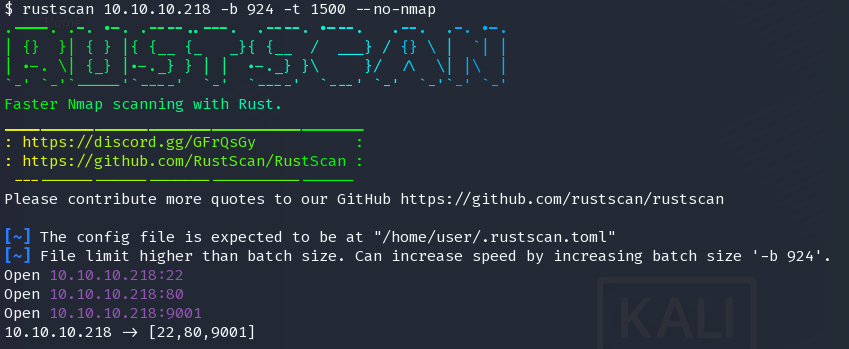 $ rustscan 10.10.10.218 -b 924 -t 1500 --no-nmap
Faster Nmap scanning with Rust.
: https://discord.gg/GFrQsGy           :
: https://github.com/RustScan/RustScan :
Please contribute more quotes to our GitHub https://github.com/rustscan/rustscan
[~] The config file is expected to be at "/home/user/.rustscan.toml"
[~] File limit higher than batch size. Can increase speed by increasing batch size '-b 924'.
Open 10.10.10.218:22
Open 10.10.10.218:80
Open 10.10.10.218:9001
10.10.10.218 -> [22,80,9001]
KALI